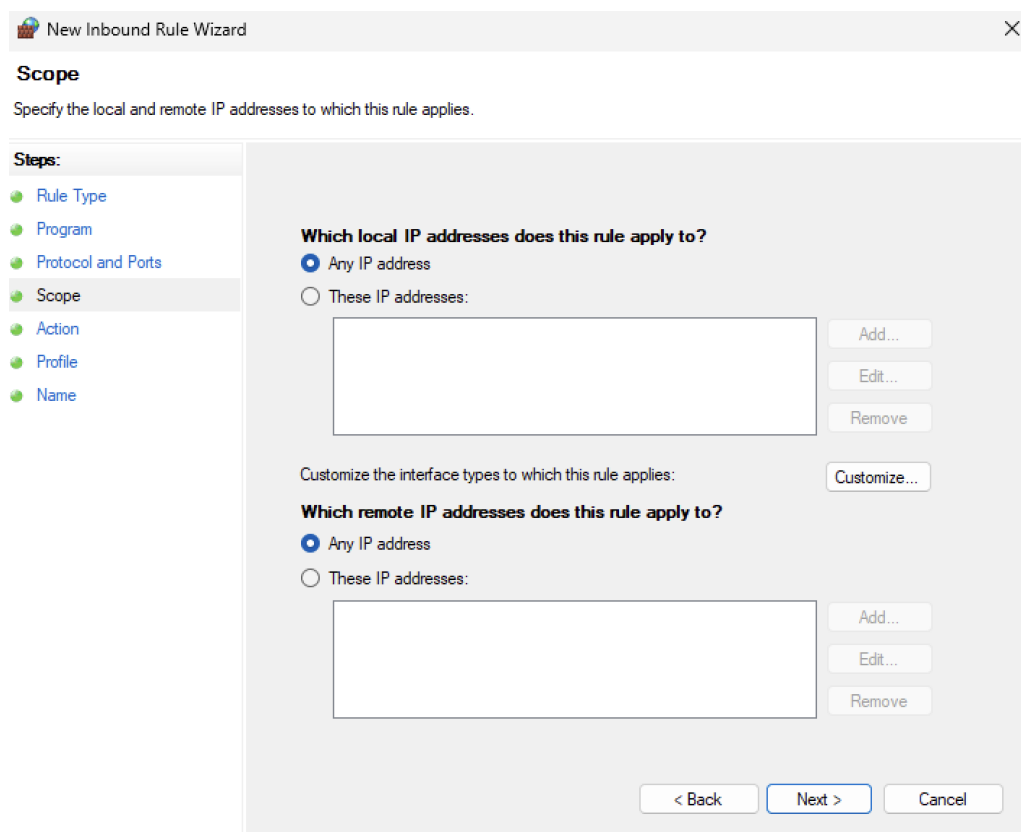 New Inbound Rule Wizard
Scope
Specify the local and remote IP addresses to which this rule applies.
Steps:
Rule Type
Program
Protocol and Ports
Scope
Action
Profile
Name
Which local IP addresses does this rule apply to?
Any IP address
These IP addresses:
Add...
Edit...
Remove
Customize the interface types to which this rule applies:
Customize...
Which remote IP addresses does this rule apply to?
Any IP address
These IP addresses:
Add...
Edit...
Remove
< Back
Next >
Cancel